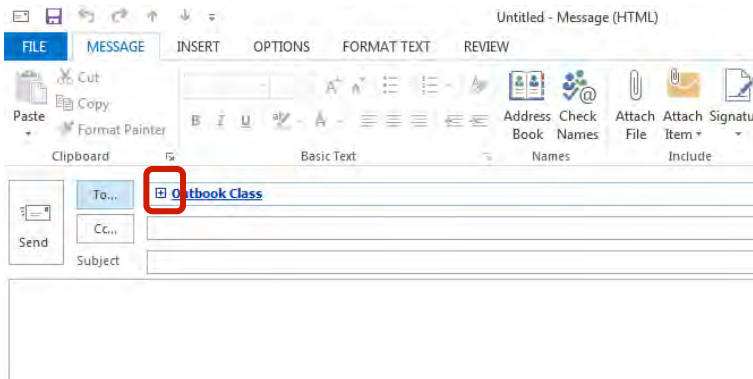 Untitled - Message (HTML)
FILE MESSAGE INSERT OPTIONS FORMAT TEXT REVIEW
Paste
Cut
Copy
Format Painter
B I U
Address Book
Check Names
Attach File
Attach Item
Clipboard Basic Text Names Include
Send
To... Outbook Class
Cc...
Subject